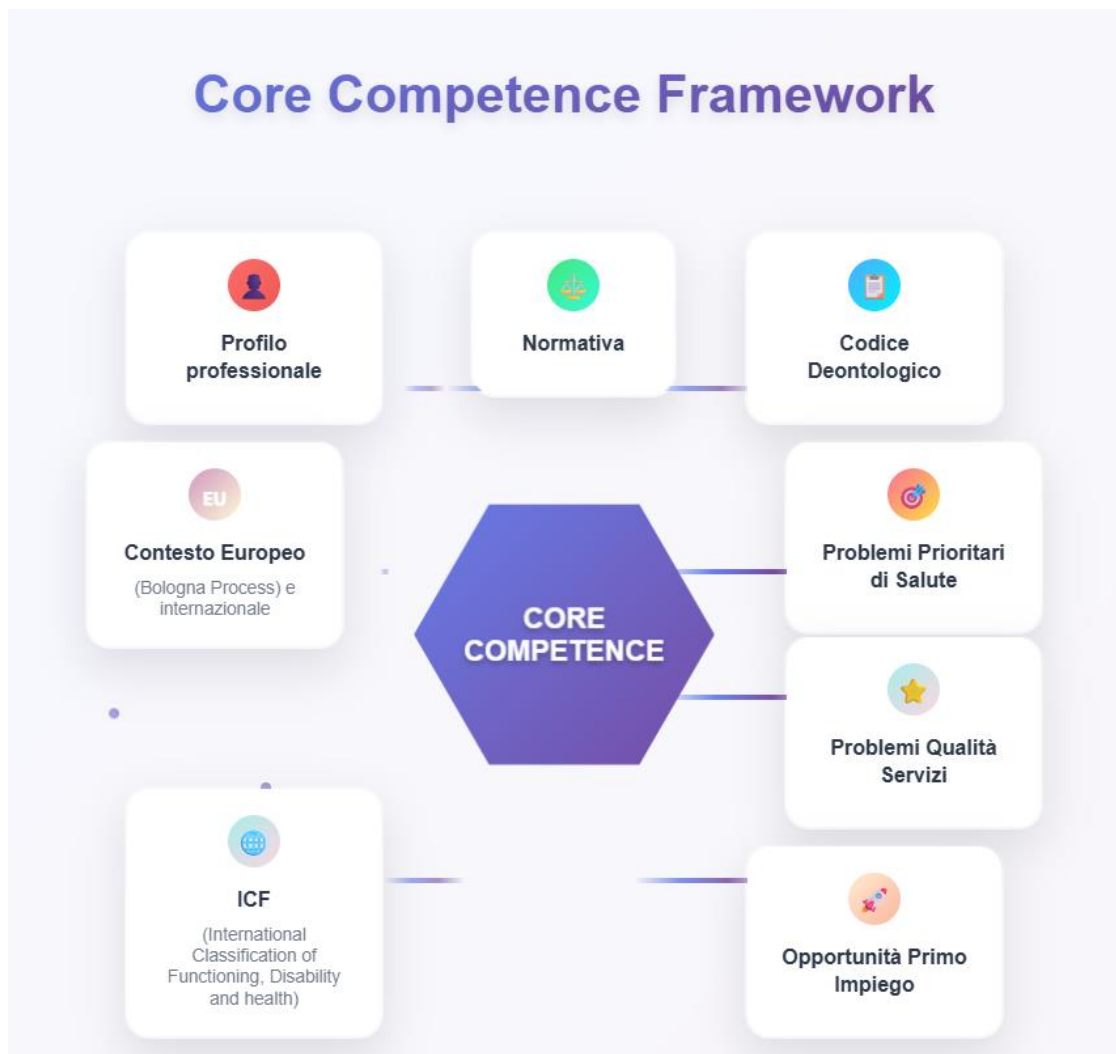 Core Competence Framework
Profilo
professionale
Normativa
Codice
Deontologico
EU
Contesto Europeo
(Bologna Process) e
internazionale
Problemi Prioritari
di Salute
CORE
COMPETENCE
Problemi Qualità
Servizi
ICF
(International
Classification of
Functioning, Disability
and health)
Opportunità Primo
Impiego